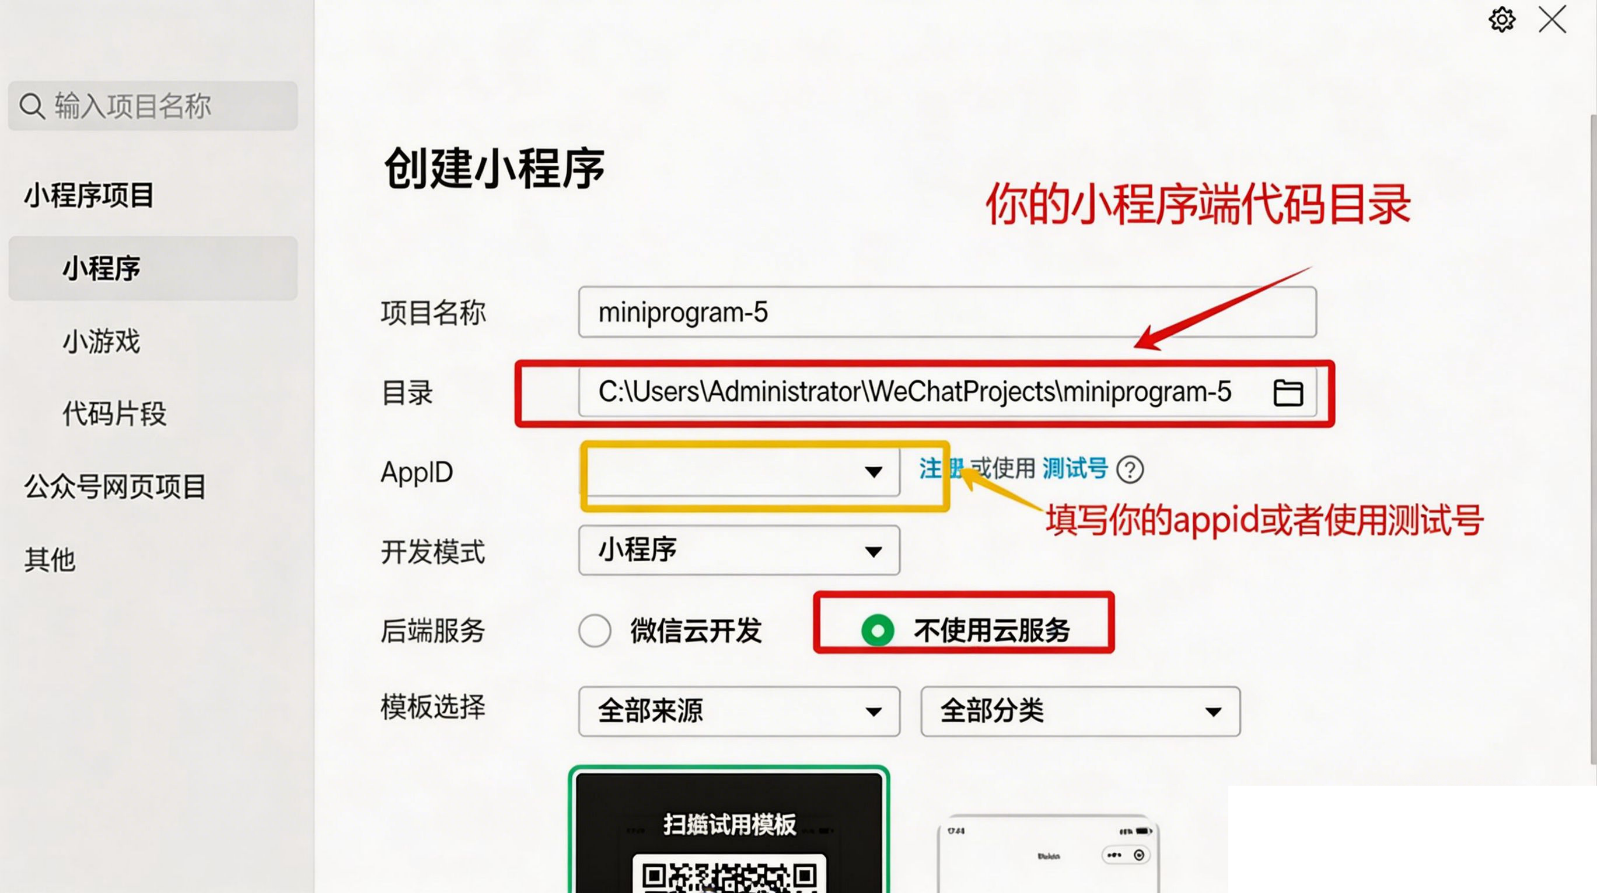 输入项目名称
小程序项目
小程序
小游戏
代码片段
公众号网页项目
其他
创建小程序
你的小程序端代码目录
项目名称
miniprogram-5
目录
C:\Users\Administrator\WeChatProjects\miniprogram-5
AppID
注册 或使用 测试号
填写你的appid或者使用测试号
开发模式
小程序
后端服务
微信云开发
不使用云服务
模板选择
全部来源
全部分类
扫描试用模板